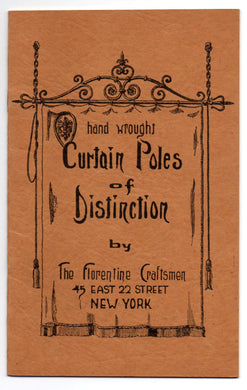 hand wrought
Curtain Poles
of
Distinction
by
The Florentine Craftsmen
45 EAST 22 STREET
NEW YORK